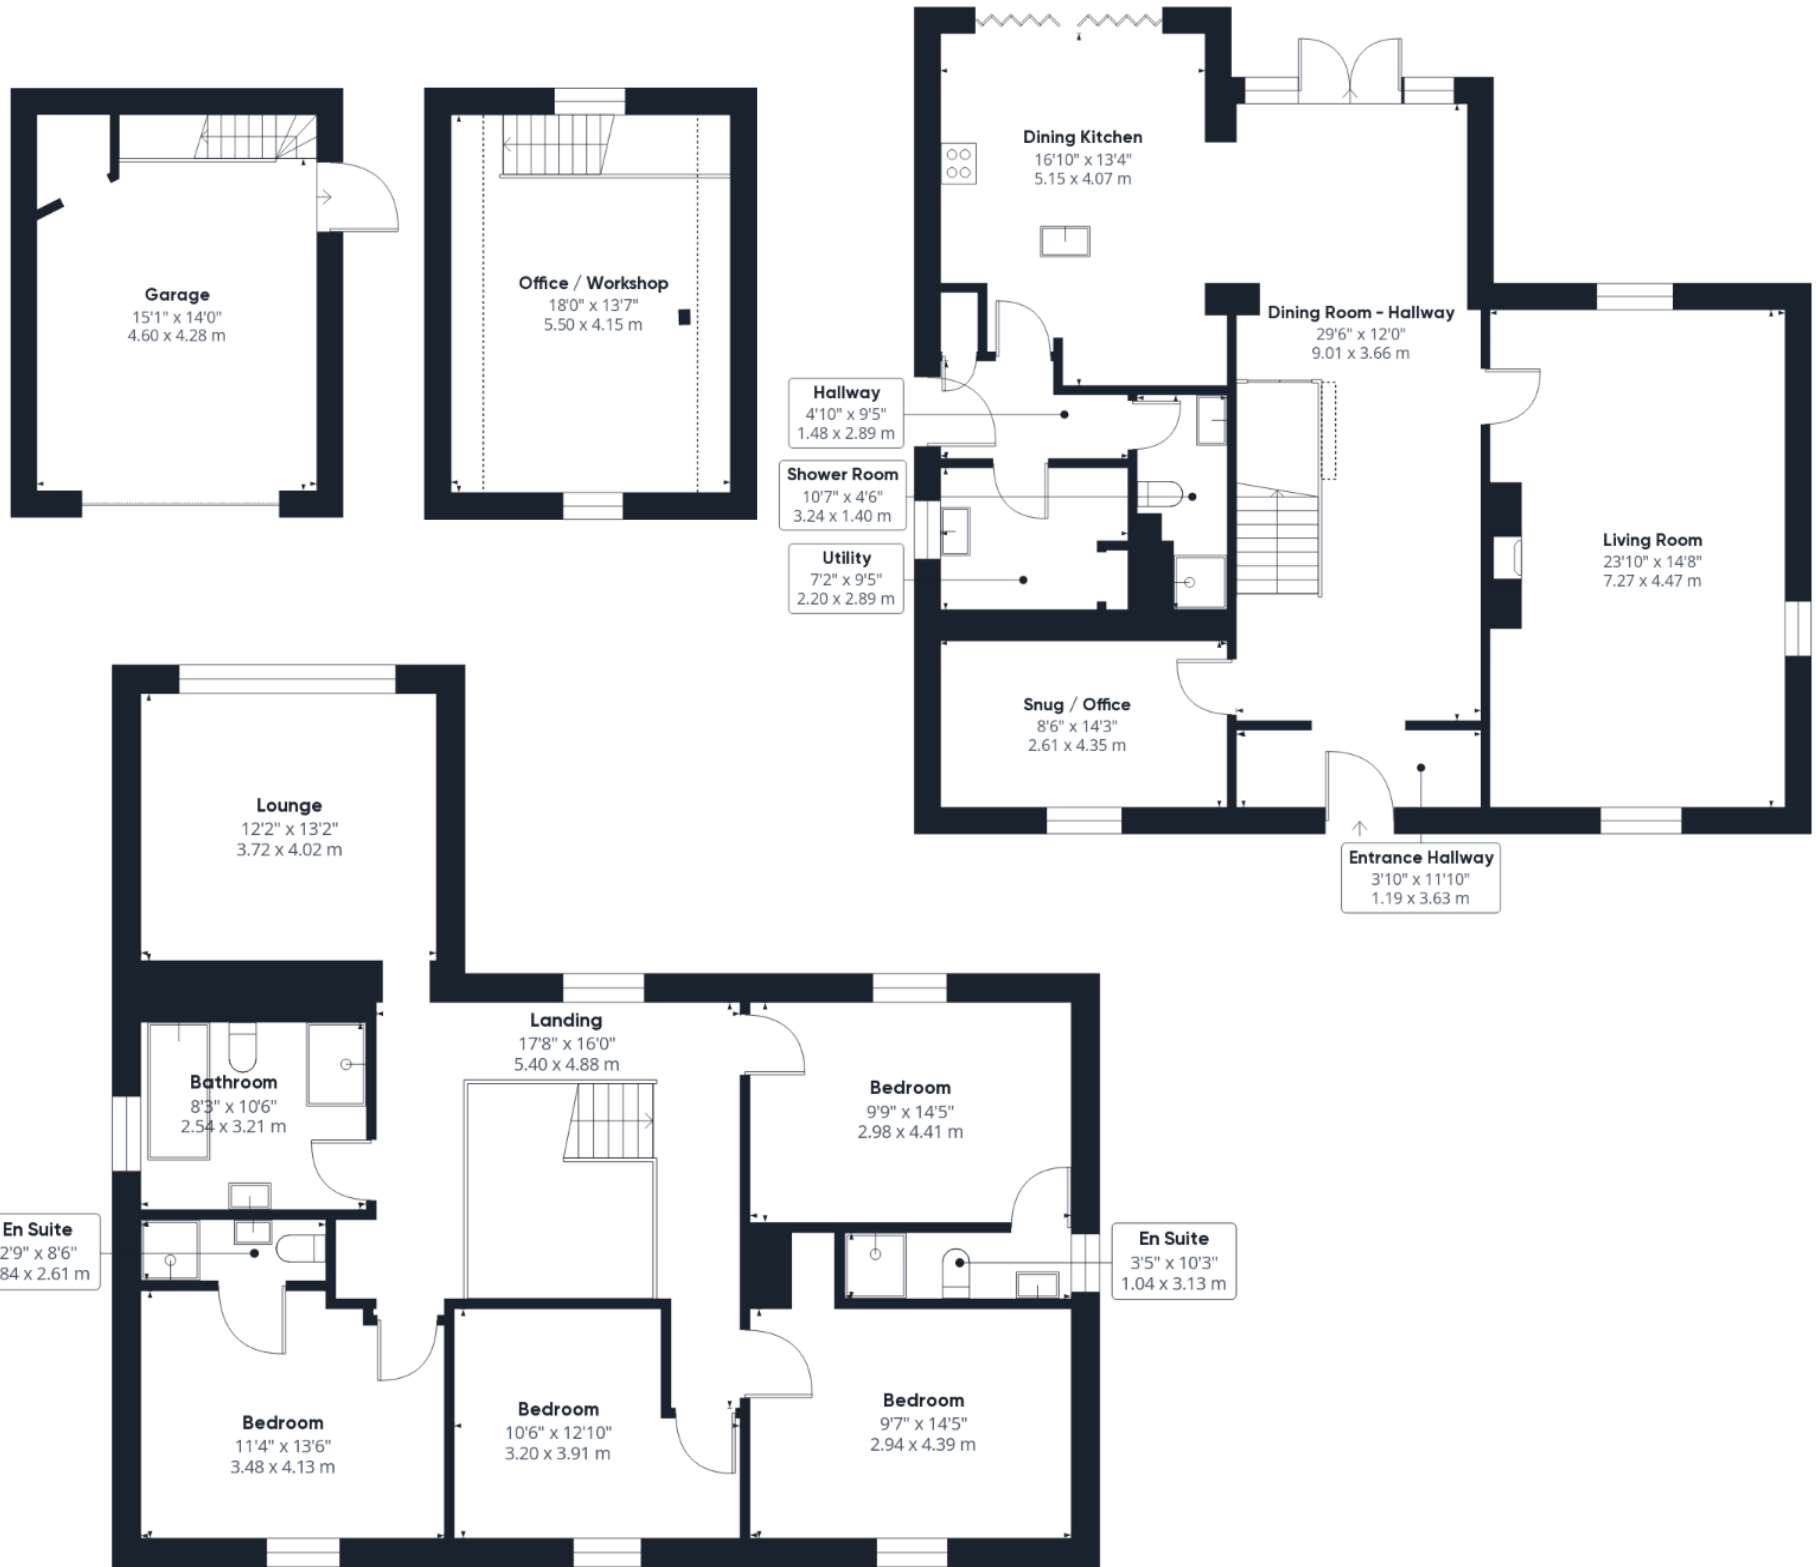 Garage
15'1" x 14'0"
4.60 x 4.28 m
Office / Workshop
18'0" x 13'7"
5.50 x 4.15 m
Dining Kitchen
16'10" x 13'4"
5.15 x 4.07 m
Dining Room - Hallway
29'6" x 12'0"
9.01 x 3.66 m
Hallway
4'10" x 9'5"
1.48 x 2.89 m
Shower Room
10'7" x 4'6"
3.24 x 1.40 m
Utility
7'2" x 9'5"
2.20 x 2.89 m
Living Room
23'10" x 14'8"
7.27 x 4.47 m
Snug / Office
8'6" x 14'3"
2.61 x 4.35 m
Entrance Hallway
3'10" x 11'10"
1.19 x 3.63 m
Lounge
12'2" x 13'2"
3.72 x 4.02 m
Landing
17'8" x 16'0"
5.40 x 4.88 m
Bathroom
8'3" x 10'6"
2.54 x 3.21 m
Bedroom
9'9" x 14'5"
2.98 x 4.41 m
En Suite
2'9" x 8'6"
84 x 2.61 m
En Suite
3'5" x 10'3"
1.04 x 3.13 m
Bedroom
11'4" x 13'6"
3.48 x 4.13 m
Bedroom
10'6" x 12'10"
3.20 x 3.91 m
Bedroom
9'7" x 14'5"
2.94 x 4.39 m